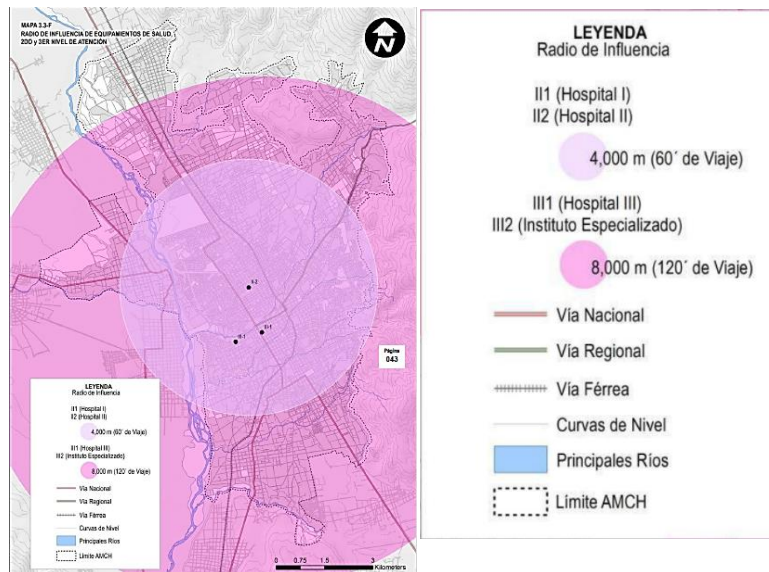 MAPA 3.3-F
RADIO DE INFLUENCIA DE EQUIPAMIENTOS DE SALUD,
2DO y 3ER NIVEL DE ATENCIÓN
N
II-2
III-1
Página
043
LEYENDA
Radio de Influencia
II1 (Hospital I)
II2 (Hospital II)
4,000 m (60´ de Viaje)
III1 (Hospital III)
III2 (Instituto Especializado)
8,000 m (120´ de Viaje)
Vía Nacional
Vía Regional
Vía Férrea
Curvas de Nivel
Principales Ríos
Límite AMCH
0 0.75 1.5 3
Kilometers
LEYENDA
Radio de Influencia
II1 (Hospital I)
II2 (Hospital II)
4,000 m (60´ de Viaje)
III1 (Hospital III)
III2 (Instituto Especializado)
8,000 m (120´ de Viaje)
Vía Nacional
Vía Regional
Vía Férrea
Curvas de Nivel
Principales Ríos
Límite AMCH